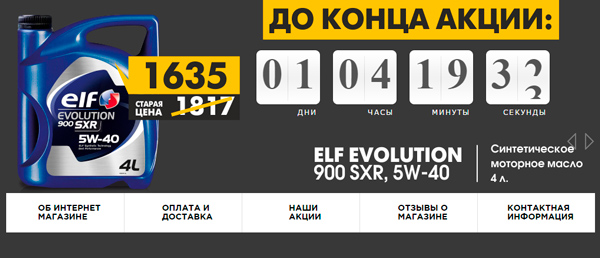 ДО КОНЦА АКЦИИ:
elf
EVOLUTION
900 SXR
5W-40
4L
1635
СТАРАЯ
ЦЕНА
1817
01 04 19
ДНИ ЧАСЫ МИНУТЫ СЕКУНДЫ
ELF EVOLUTION
900 SXR, 5W-40
Синтетическое
моторное масло
4 л.
ОБ ИНТЕРНЕТ
МАГАЗИНЕ
ОПЛАТА И
ДОСТАВКА
НАШИ
АКЦИИ
ОТЗЫВЫ О
МАГАЗИНЕ
КОНТАКТНАЯ
ИНФОРМАЦИЯ